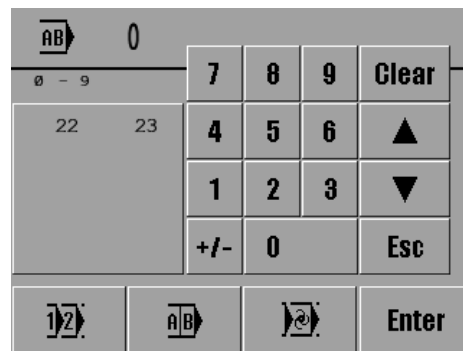 AB 0
0 - 9
22 23
7 8 9 Clear
4 5 6
1 2 3
+/- 0 Esc
12 AB Enter